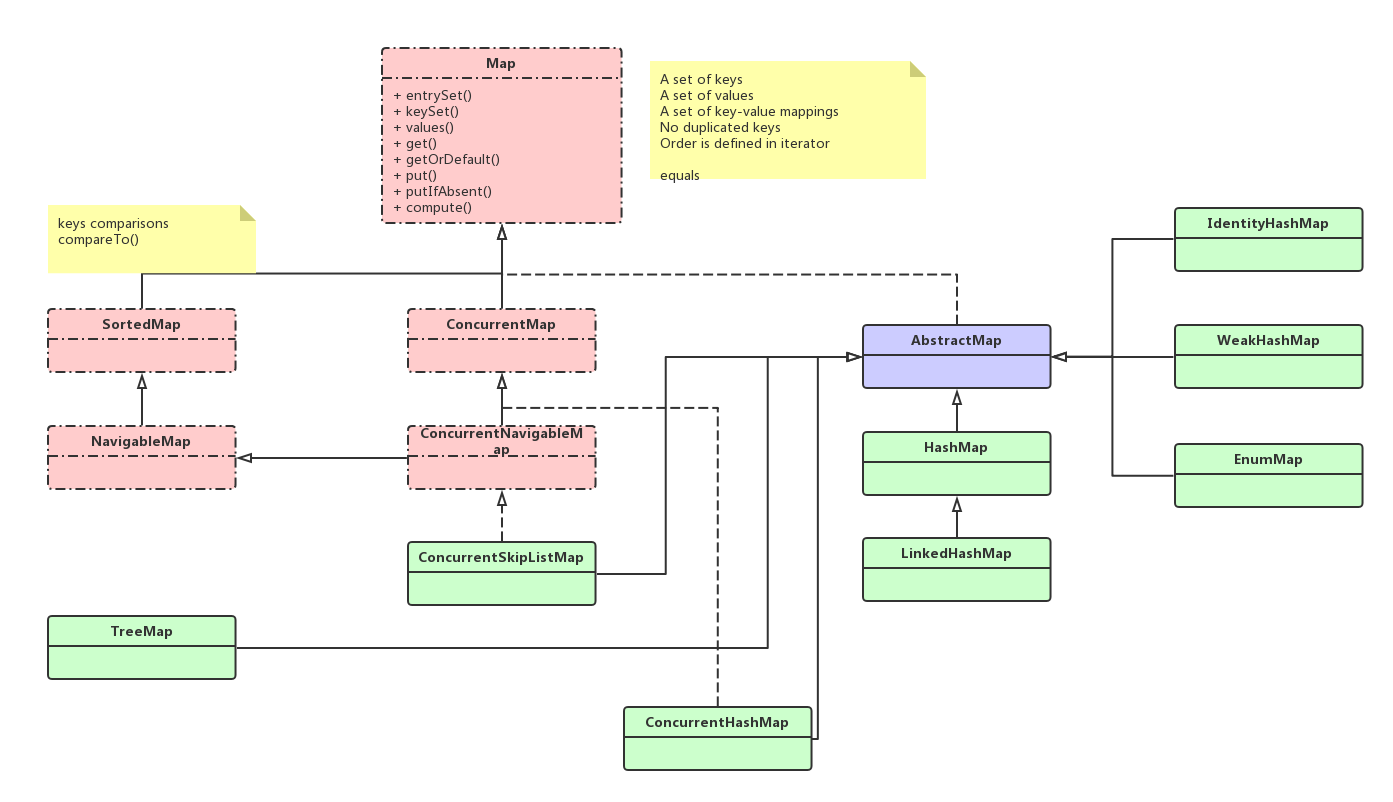 Map
+ entrySet()
+ keySet()
+ values()
+ get()
+ getOrDefault()
+ put()
+ putIfAbsent()
+ compute()
A set of keys
A set of values
A set of key-value mappings
No duplicated keys
Order is defined in iterator
equals
keys comparisons
compareTo()
IdentityHashMap
SortedMap
ConcurrentMap
AbstractMap
WeakHashMap
NavigableMap
ConcurrentNavigableM
ap
HashMap
EnumMap
ConcurrentSkipListMap
LinkedHashMap
TreeMap
ConcurrentHashMap